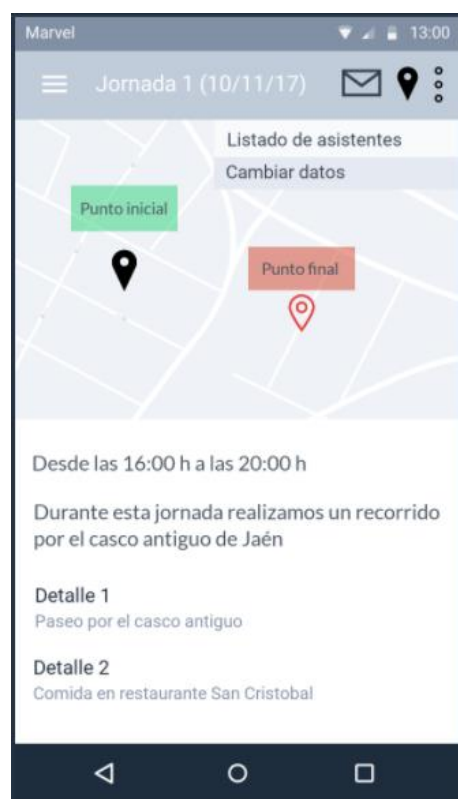 Marvel 13:00
Jornada 1 (10/11/17)
Listado de asistentes
Cambiar datos
Punto inicial
Punto final
Desde las 16:00 h a las 20:00 h
Durante esta jornada realizamos un recorrido
por el casco antiguo de Jaén
Detalle 1
Paseo por el casco antiguo
Detalle 2
Comida en restaurante San Cristobal